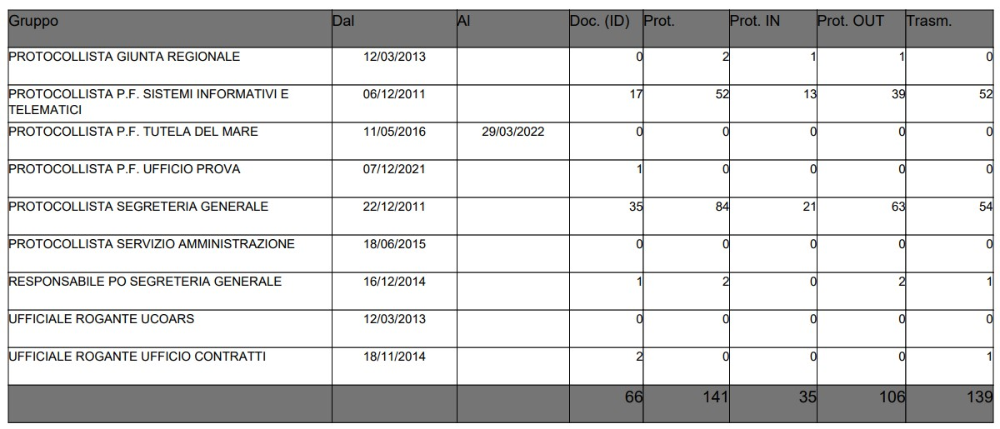 Gruppo Dal Al Doc. (ID) Prot. Prot. IN Prot. OUT Trasm.
PROTOCOLLISTA GIUNTA REGIONALE 12/03/2013 0 2 1 1 0
PROTOCOLLISTA P.F. SISTEMI INFORMATIVI E 06/12/2011 17 52 13 39 52
TELEMATICI
PROTOCOLLISTA P.F. TUTELA DEL MARE 11/05/2016 29/03/2022 0 0 0 0 0
PROTOCOLLISTA P.F. UFFICIO PROVA 07/12/2021 1 0 0 0 0
PROTOCOLLISTA SEGRETERIA GENERALE 22/12/2011 35 84 21 63 54
PROTOCOLLISTA SERVIZIO AMMINISTRAZIONE 18/06/2015 0 0 0 0 0
RESPONSABILE PO SEGRETERIA GENERALE 16/12/2014 1 2 0 2 1
UFFICIALE ROGANTE UCOARS 12/03/2013 0 0 0 0 0
UFFICIALE ROGANTE UFFICIO CONTRATTI 18/11/2014 2 0 0 0 1
66 141 35 106 139